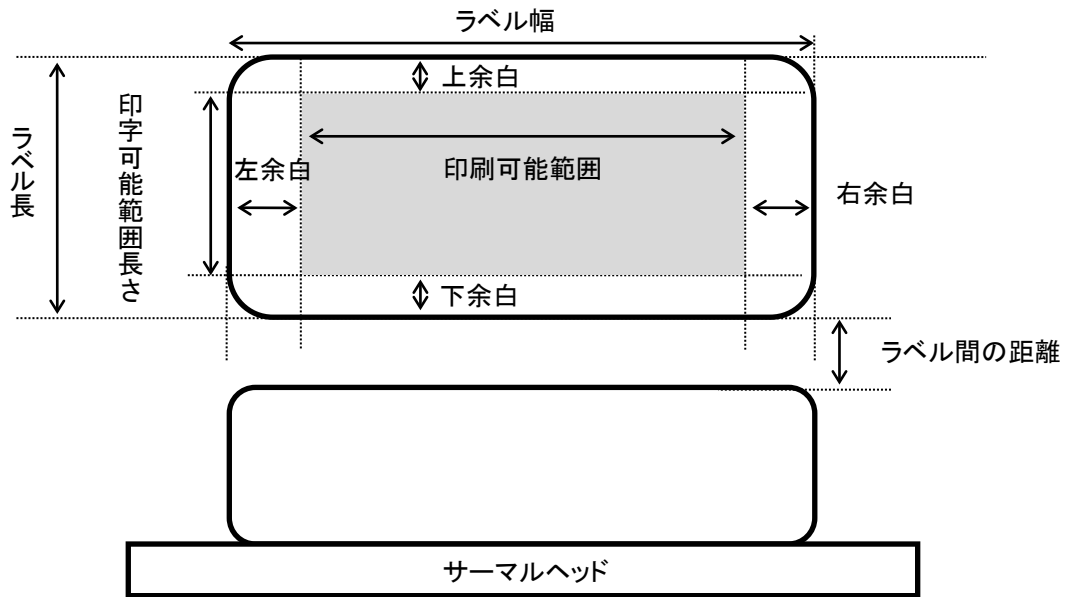 ラベル幅
上余白
印字可能範囲長さ
ラベル長
左余白
印刷可能範囲
右余白
下余白
ラベル間の距離
サーマルヘッド